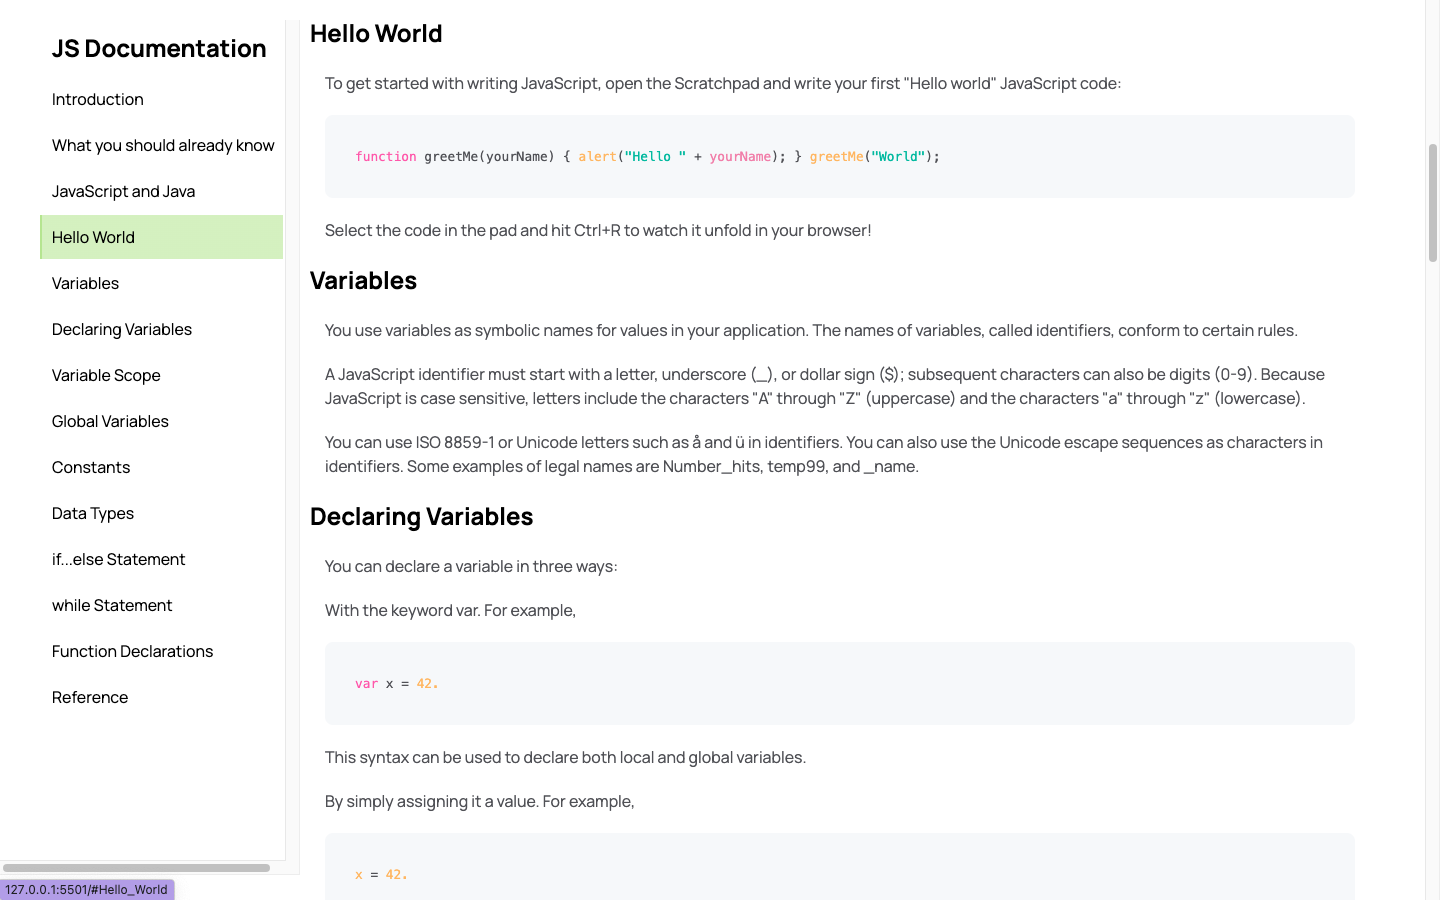 JS Documentation
Introduction
What you should already know
JavaScript and Java
Hello World
Variables
Declaring Variables
Variable Scope
Global Variables
Constants
Data Types
if...else Statement
while Statement
Function Declarations
Reference
Hello World
To get started with writing JavaScript, open the Scratchpad and write your first "Hello world" JavaScript code:
function greetMe(yourName) { alert("Hello " + yourName); } greetMe("World");
Select the code in the pad and hit Ctrl+R to watch it unfold in your browser!
Variables
You use variables as symbolic names for values in your application. The names of variables, called identifiers, conform to certain rules.
A JavaScript identifier must start with a letter, underscore (_), or dollar sign ($); subsequent characters can also be digits (0-9). Because
JavaScript is case sensitive, letters include the characters "A" through "Z" (uppercase) and the characters "a" through "z" (lowercase).
You can use ISO 8859-1 or Unicode letters such as å and ü in identifiers. You can also use the Unicode escape sequences as characters in
identifiers. Some examples of legal names are Number_hits, temp99, and _name.
Declaring Variables
You can declare a variable in three ways:
With the keyword var. For example,
var x = 42.
This syntax can be used to declare both local and global variables.
By simply assigning it a value. For example,
x = 42.
127.0.0.1:5501/#Hello_World